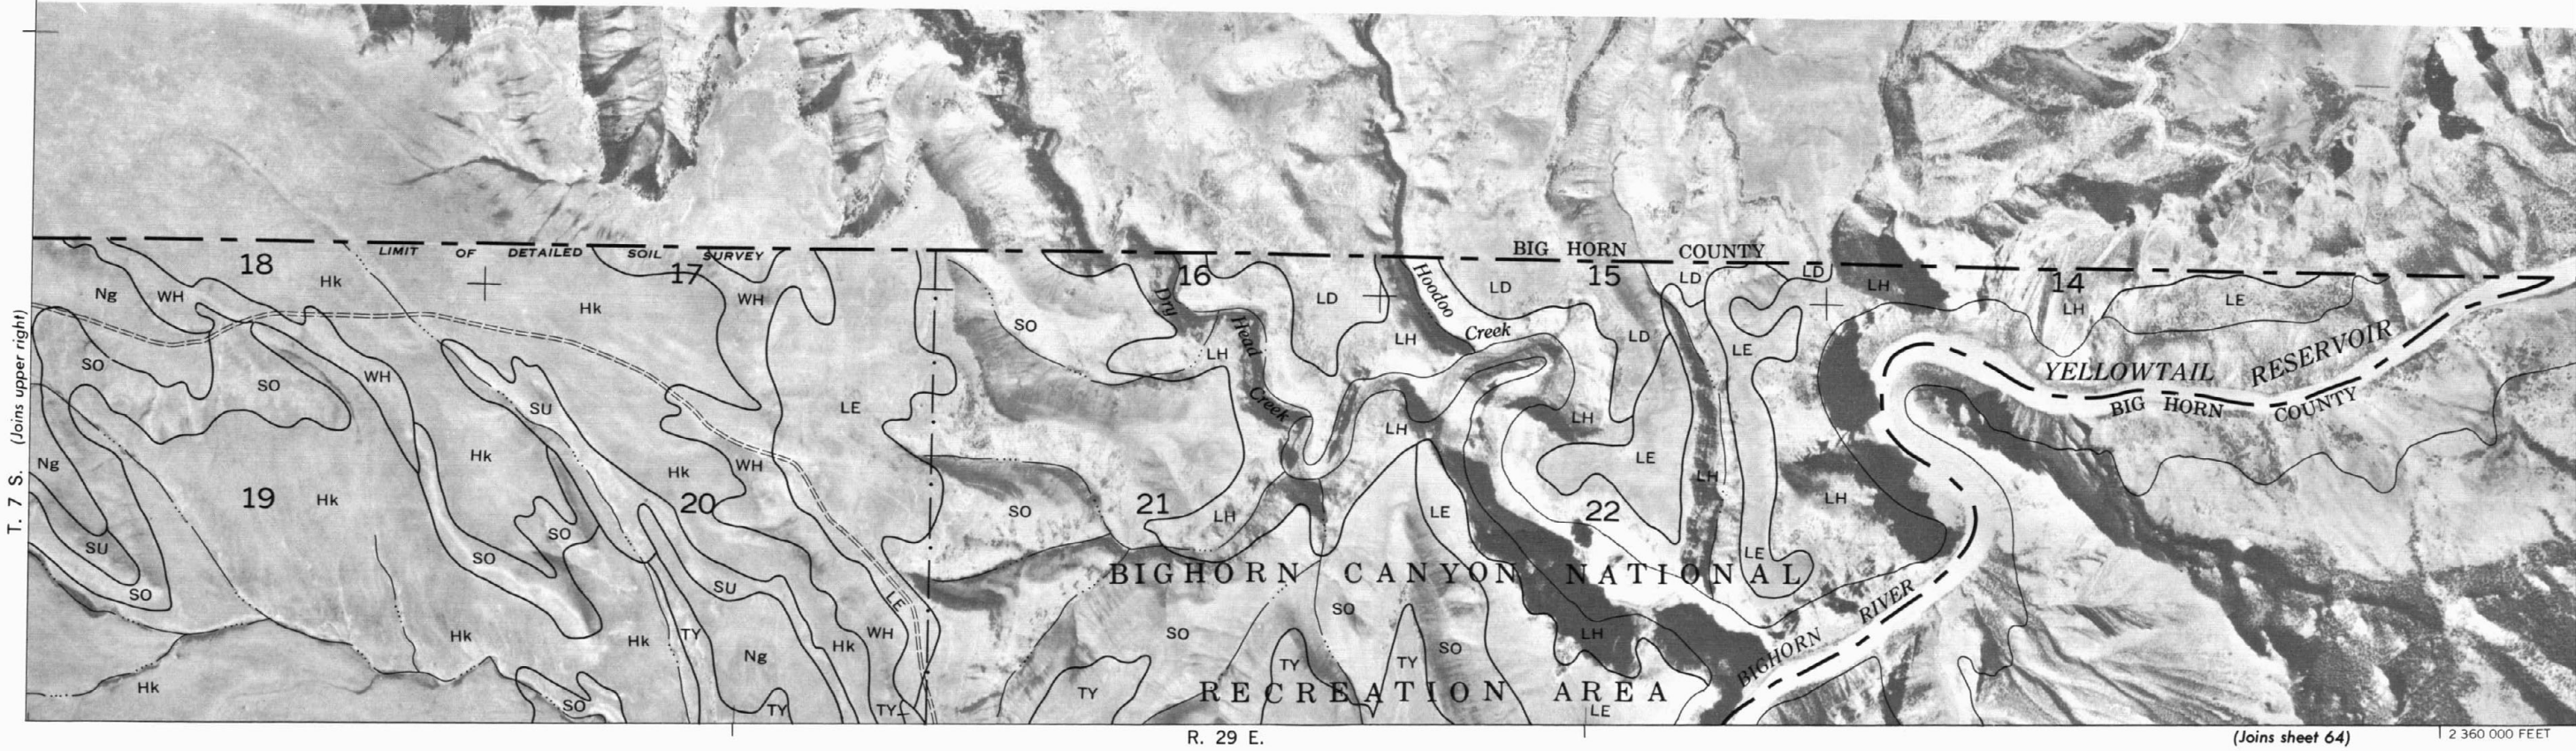 BIG HORN COUNTY
LIMIT OF DETAILED SOIL SURVEY
18 17 16 15 14
Hk Hk WH LD LD LD LD LH LH LE
Ng WH
SO
Dry Head Creek
Hoodoo Creek
LH LH LD LE
SO SO WH SU LE
YELLOWTAIL RESERVOIR
BIG HORN COUNTY
T. 7 S. (Joins upper right)
LH LH
Ng Hk Hk WH LE LH LH
19 Hk 20 SO 21 LH LE 22
SU SO SO
LE
BIGHORN CANYON NATIONAL
SO SU LE SO
Hk Hk TY Ng Hk WH SO TY TY SO LH
BIGHORN RIVER
Hk SO TY TY TY
RECREATION AREA
LE
R. 29 E.
(Joins sheet 64)
2 360 000 FEET